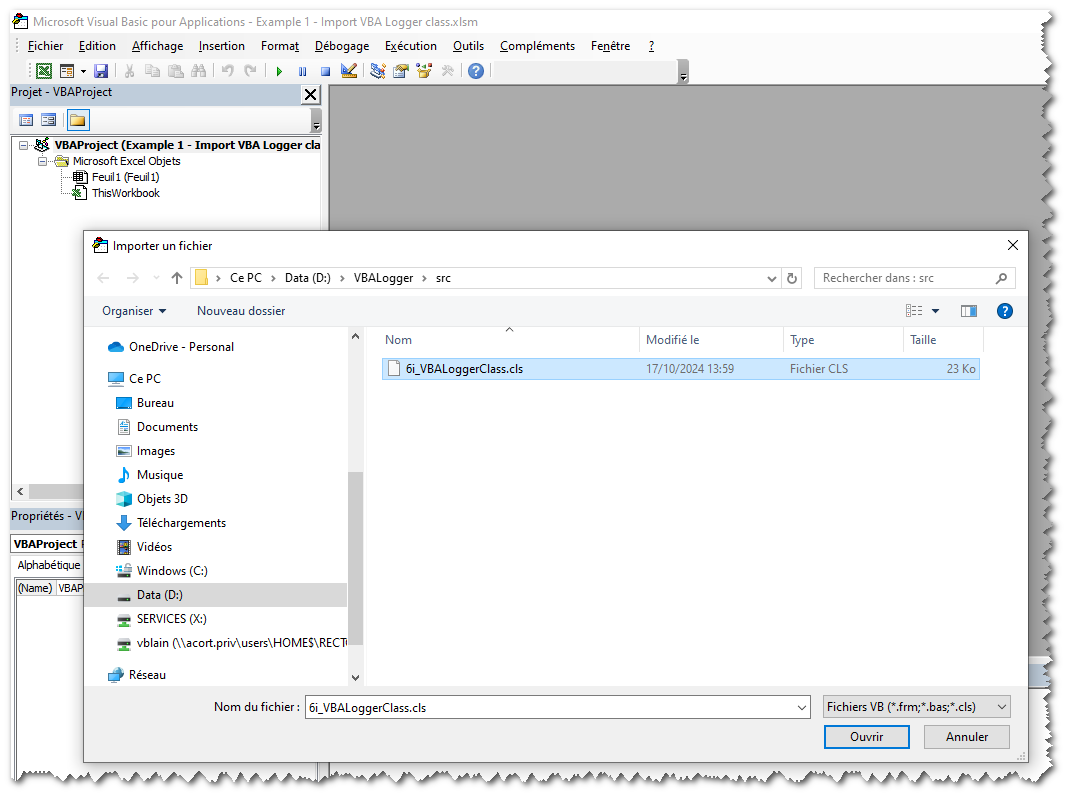 Microsoft Visual Basic pour Applications - Example 1 - Import VBA Logger class.xlsm
Fichier Edition Affichage Insertion Format Débogage Exécution Outils Compléments Fenêtre ?
Projet - VBAProject
VBAProject (Example 1 - Import VBA Logger cla
Microsoft Excel Objets
Feuil1 (Feuil1)
ThisWorkbook
Propriétés - V
VBAProject
Alphabétique
(Name) VBAP
Importer un fichier
Ce PC > Data (D:) > VBALogger > src
Rechercher dans : src
Organiser
Nouveau dossier
Nom Modifié le Type Taille
6i_VBALoggerClass.cls 17/10/2024 13:59 Fichier CLS 23 Ko
OneDrive - Personal
Ce PC
Bureau
Documents
Images
Musique
Objets 3D
Téléchargements
Vidéos
Windows (C:)
Data (D:)
SERVICES (X:)
vblain (\\acort.priv\users\HOME$\RECT
Réseau
Nom du fichier : 6i_VBALoggerClass.cls Fichiers VB (*.frm;*.bas;*.cls)
Ouvrir Annuler